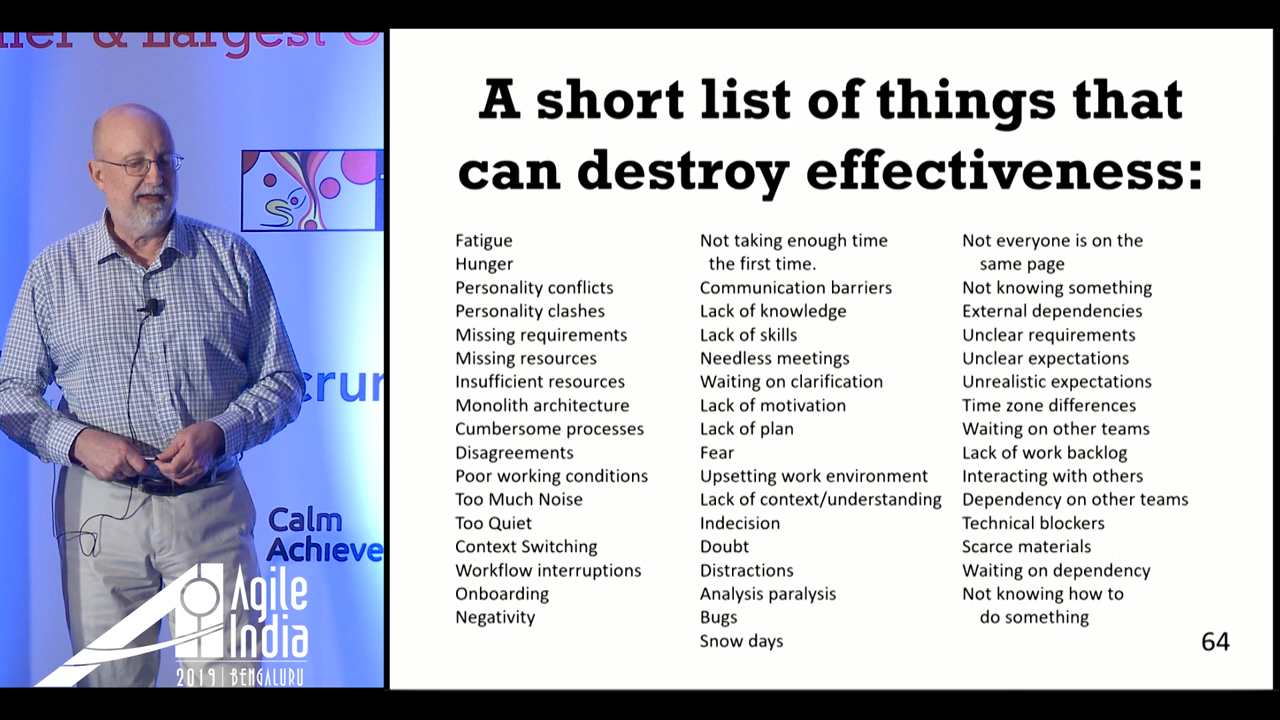 & Largest
A short list of things that
can destroy effectiveness:
Fatigue
Hunger
Personality conflicts
Personality clashes
Missing requirements
Missing resources
Insufficient resources
Monolith architecture
Cumbersome processes
Disagreements
Poor working conditions
Too Much Noise
Too Quiet
Context Switching
Workflow interruptions
Onboarding
Negativity
Not taking enough time
the first time.
Communication barriers
Lack of knowledge
Lack of skills
Needless meetings
Waiting on clarification
Lack of motivation
Lack of plan
Fear
Upsetting work environment
Lack of context/understanding
Indecision
Doubt
Distractions
Analysis paralysis
Bugs
Snow days
Not everyone is on the
same page
Not knowing something
External dependencies
Unclear requirements
Unclear expectations
Unrealistic expectations
Time zone differences
Waiting on other teams
Lack of work backlog
Interacting with others
Dependency on other teams
Technical blockers
Scarce materials
Waiting on dependency
Not knowing how to
do something
64
Calm
Achieve
Agile
India
2019 | BENGALURU